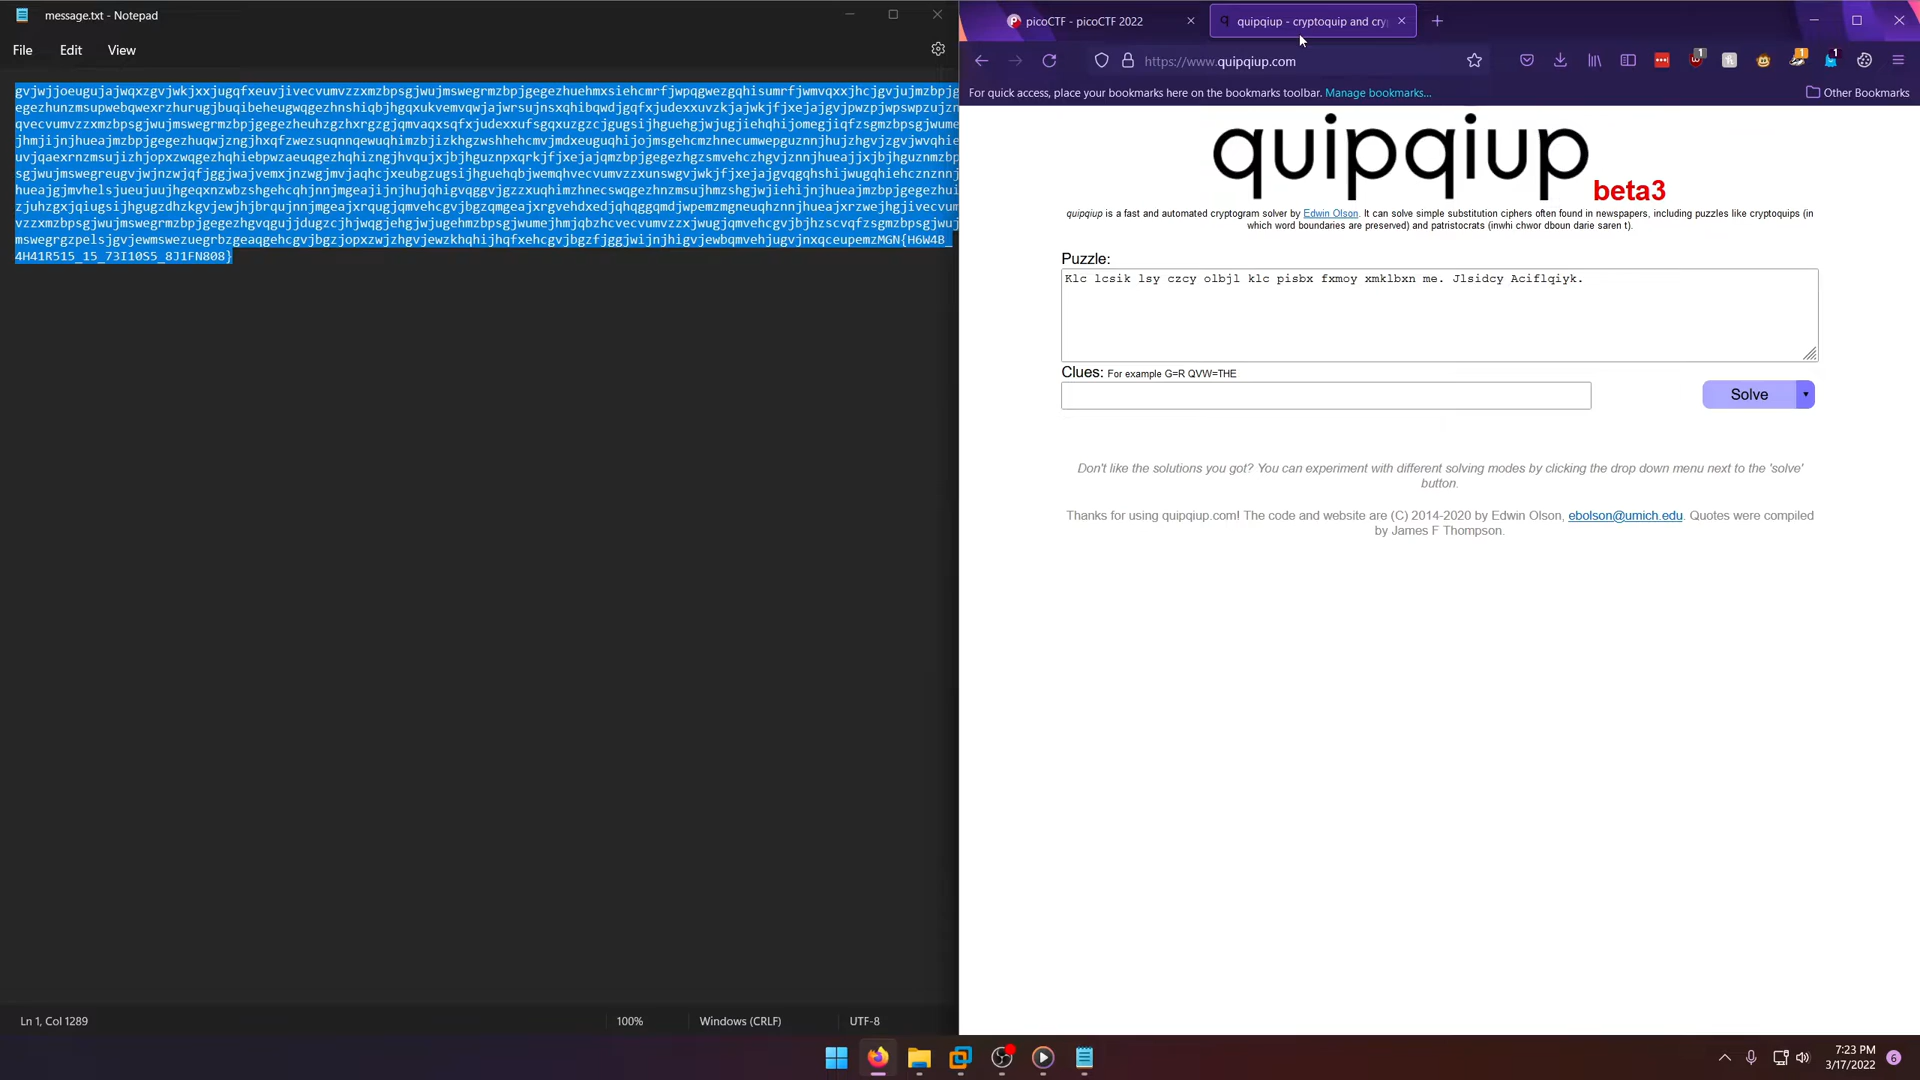 message.txt - Notepad
File Edit View
gvjwjjoeugujajwqxzgvjwkjxxjugqfxeuvjivecvumvzzxmzbpsgjwujmswegrmzbpjgegezhuehmxsiehcmrfjwpqgwezgqhisumrfjwmvqxxjhcjgvjujmzbpjg
egezhunzmsupwebqwexrzhurugjbuqibeheugwqgezhnshiqbjhgqxukvemvqwjajwrsujnsxqhibqwdjgqfxjudexxuvzkjajwkjfjxejajgvjpwzpjwpswpzujzn
qvecvumvzzxmzbpsgjwujmswegrmzbpjgegezheuhzgzhxrgzgjqmvaqxsqfxjudexxufsgqxuzgzcjgugsijhguehgjwjugjiehqhijomegjiqfzsgmzbpsgjwume
jhmjijnjhueajmzbpjgegezhuqwjzngjhxqfzwezsuqnnqewuqhimzbjizkhgzwshhehcmvjmdxeuguqhijojmsgehcmzhnecumwepguznnjhujzhgvjzgvjwvqhie
uvjqaexrnzmsujizhjopxzwqgezhqhiebpwzaeuqgezhqhizngjhvqujxjbjhguznpxqrkjfjxejajqmzbpjgegezhgzsmvehczhgvjznnjhueajjxjbjhguznmzbp
sgjwujmswegreugvjwjnzwjqfjggjwajvemxjnzwgjmvjaqhcjxeubgzugsijhguehqbjwemqhvecvumvzzxunswgvjwkjfjxejajgvqgqhshijwugqhiehcznznnj
hueajgjmvhelsjueujuujhgeqxnzwbzshgehcqhjnnjmgeajijnjhujqhigvqggvjgzzxuqhimzhnecswqgezhnzmsujhmzshgjwjiehijnjhueajmzbpjgegezhui
zjuhzgxjqiugsijhgugzdhzkgvjewjhjbrqujnnjmgeajxrqugjqmvehcgvjbgzqmgeajxrgvehdxedjqhqggqmdjwpemzmgneuqhznnjhueajxrzwejhgjivecvum
vzzxmzbpsgjwujmswegrmzbpjgegezhgvqgujjdugzcjhjwqgjehgjwjugehmzbpsgjwumejhmjqbzhcvecvumvzzxjwugjqmvehcgvjbhjhzscvqfzsgmzbpsgjwuj
mswegrgzpelsjgvjewmswezuegrbzgeaqgehcgvjbgzjopxzwjzhgvjewzkhqhijhqfxehcgvjbgzfjggjwijnjhigvjewbqmvehjugvjnxqceupemzMGN{H6W4B_
4H41R515_15_73I10S5_8J1FN808}
Ln 1, Col 1289 100% Windows (CRLF) UTF-8
picoCTF - picoCTF 2022 quipqiup - cryptoquip and cry
https://www.quipqiup.com
For quick access, place your bookmarks here on the bookmarks toolbar. Manage bookmarks... Other Bookmarks
quipqiup
beta3
quipqiup is a fast and automated cryptogram solver by Edwin Olson. It can solve simple substitution ciphers often found in newspapers, including puzzles like cryptoquips (in
which word boundaries are preserved) and patristocrats (inwhi chwor dboun darie saren t).
Puzzle:
Klc lcsik lsy czcy olbjl klc pisbx fxmoy xmklbxn me. Jlsidcy Aciflqiyk.
Clues: For example G=R QVW=THE
Solve
Don't like the solutions you got? You can experiment with different solving modes by clicking the drop down menu next to the 'solve'
button.
Thanks for using quipqiup.com! The code and website are (C) 2014-2020 by Edwin Olson, ebolson@umich.edu. Quotes were compiled
by James F Thompson.
7:23 PM
3/17/2022
6